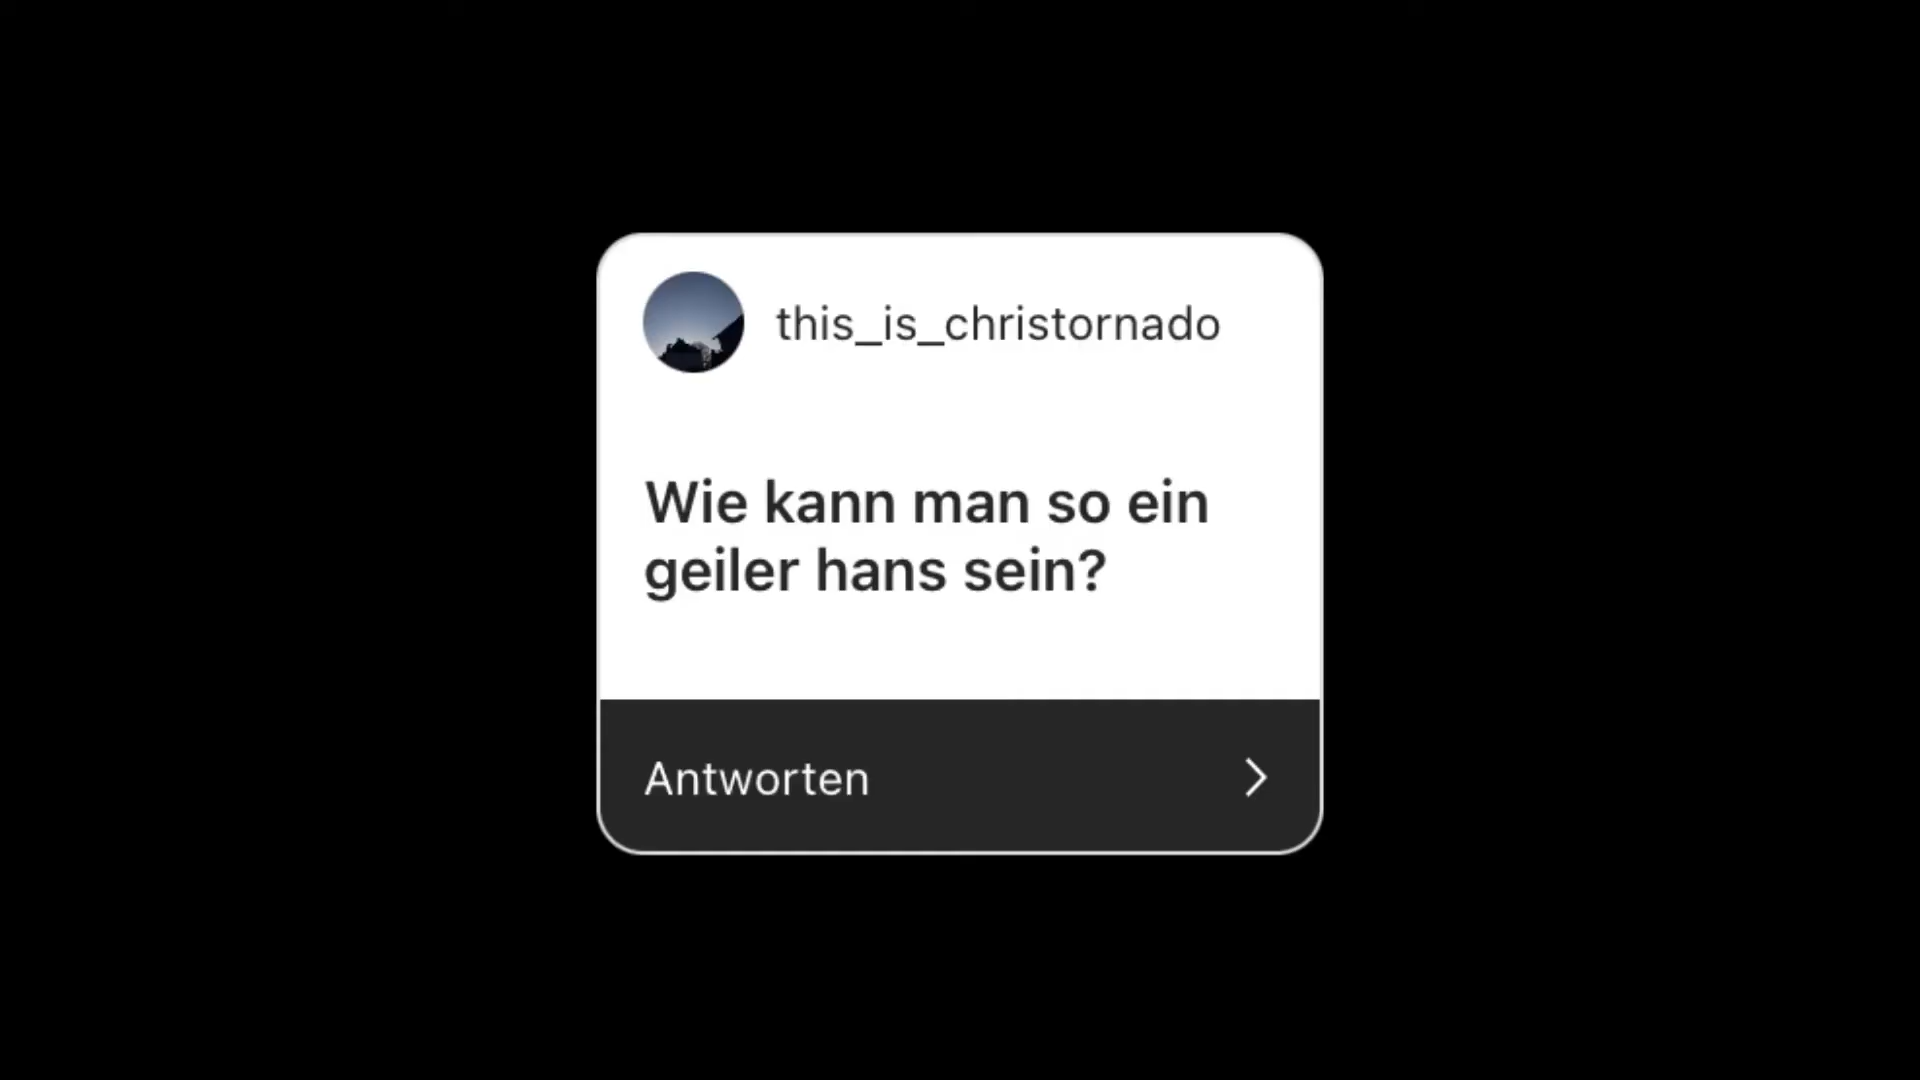 this_is_christornado
Wie kann man so ein
geiler hans sein?
Antworten